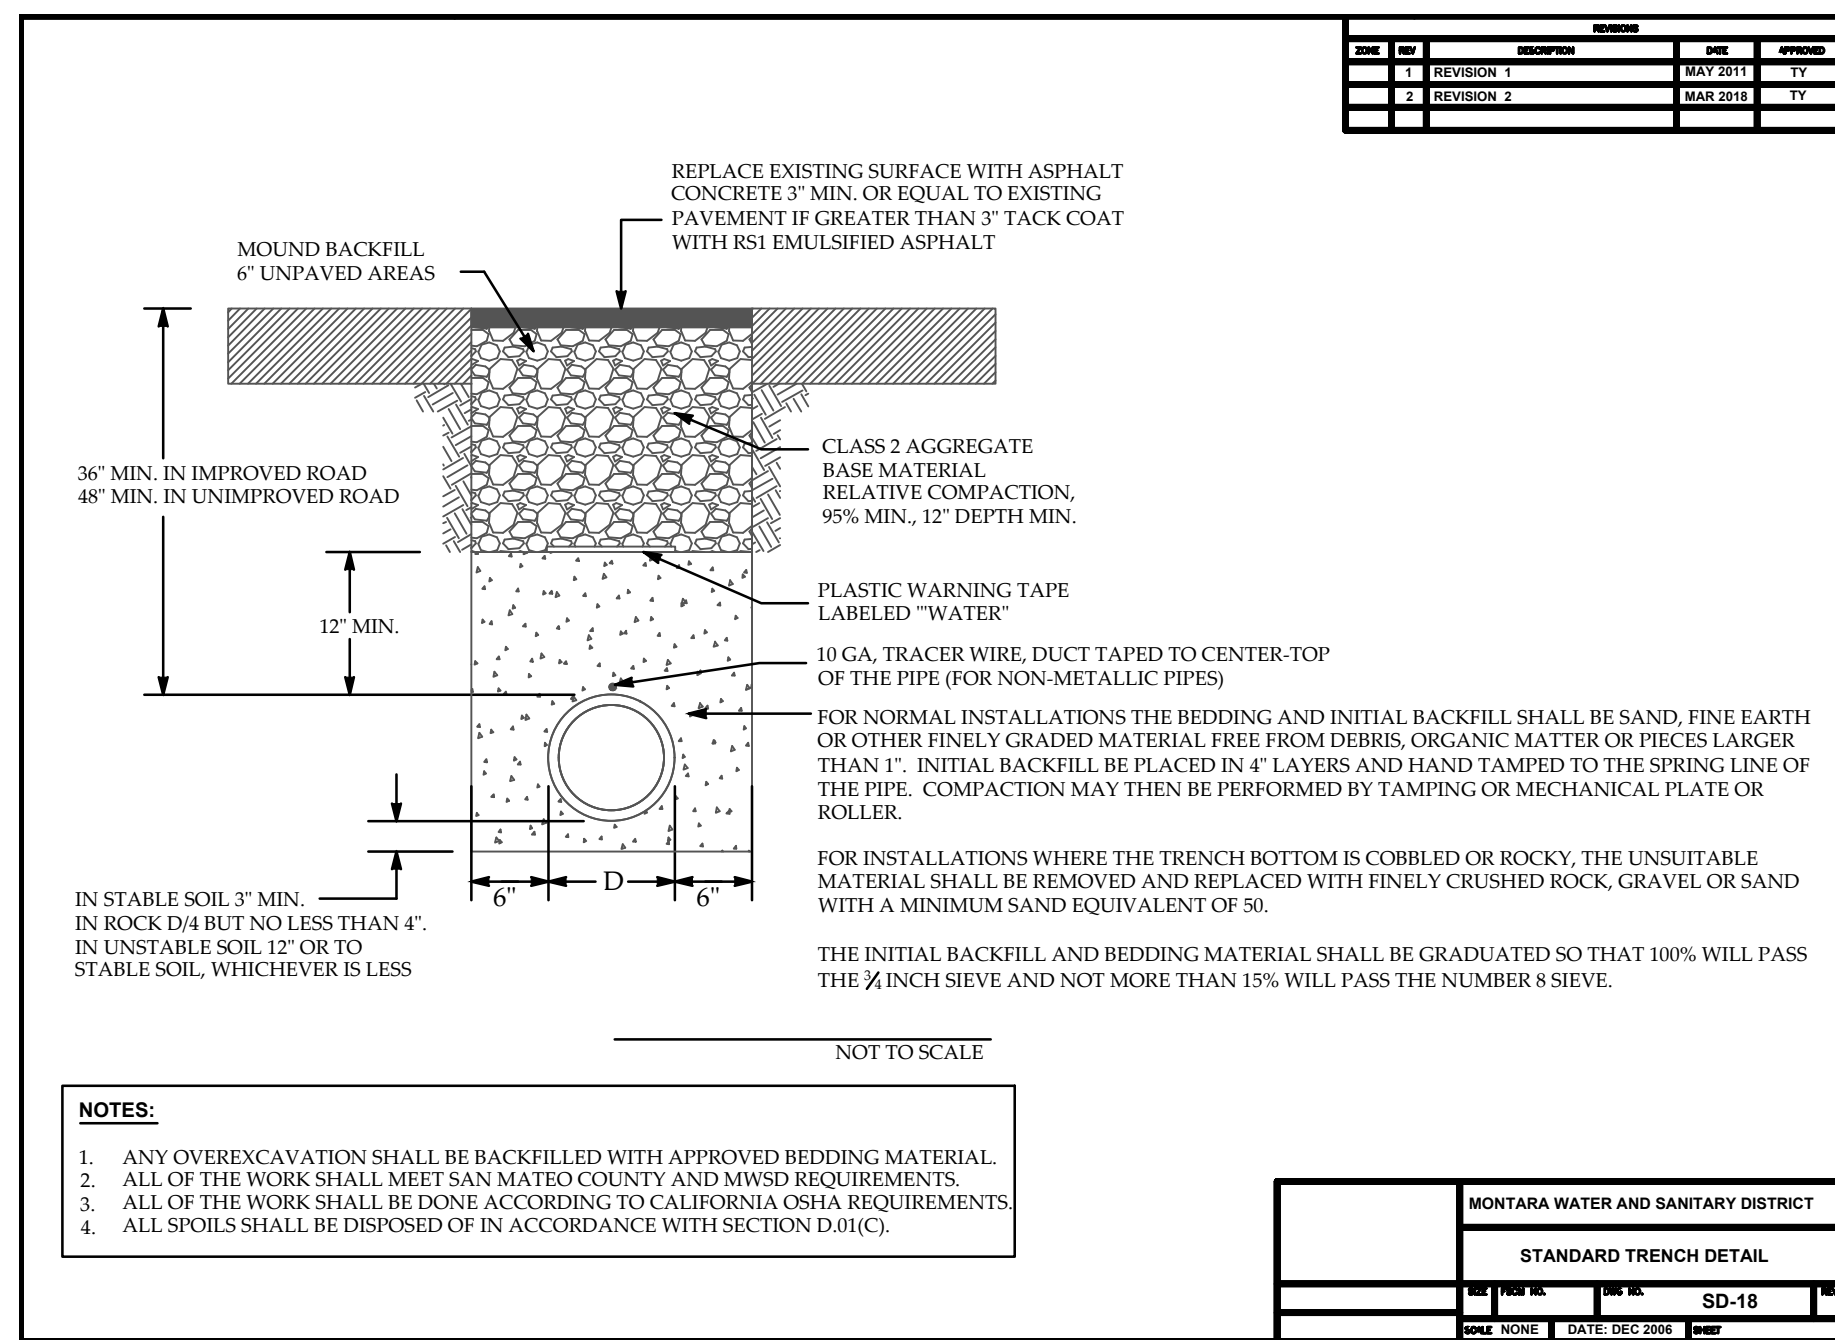 REVISIONS
ZONE REV DESCRIPTION DATE APPROVED
1 REVISION 1 MAY 2011 TY
2 REVISION 2 MAR 2018 TY
REPLACE EXISTING SURFACE WITH ASPHALT
CONCRETE 3" MIN. OR EQUAL TO EXISTING
PAVEMENT IF GREATER THAN 3" TACK COAT
WITH RS1 EMULSIFIED ASPHALT
MOUND BACKFILL
6" UNPAVED AREAS
36" MIN. IN IMPROVED ROAD
48" MIN. IN UNIMPROVED ROAD
CLASS 2 AGGREGATE
BASE MATERIAL
RELATIVE COMPACTION,
95% MIN., 12" DEPTH MIN.
PLASTIC WARNING TAPE
LABELED '"WATER"
12" MIN.
10 GA, TRACER WIRE, DUCT TAPED TO CENTER-TOP
OF THE PIPE (FOR NON-METALLIC PIPES)
FOR NORMAL INSTALLATIONS THE BEDDING AND INITIAL BACKFILL SHALL BE SAND, FINE EARTH
OR OTHER FINELY GRADED MATERIAL FREE FROM DEBRIS, ORGANIC MATTER OR PIECES LARGER
THAN 1". INITIAL BACKFILL BE PLACED IN 4" LAYERS AND HAND TAMPED TO THE SPRING LINE OF
THE PIPE. COMPACTION MAY THEN BE PERFORMED BY TAMPING OR MECHANICAL PLATE OR
ROLLER.
FOR INSTALLATIONS WHERE THE TRENCH BOTTOM IS COBBLED OR ROCKY, THE UNSUITABLE
MATERIAL SHALL BE REMOVED AND REPLACED WITH FINELY CRUSHED ROCK, GRAVEL OR SAND
WITH A MINIMUM SAND EQUIVALENT OF 50.
THE INITIAL BACKFILL AND BEDDING MATERIAL SHALL BE GRADUATED SO THAT 100% WILL PASS
THE 3/4 INCH SIEVE AND NOT MORE THAN 15% WILL PASS THE NUMBER 8 SIEVE.
6" D 6"
IN STABLE SOIL 3" MIN.
IN ROCK D/4 BUT NO LESS THAN 4".
IN UNSTABLE SOIL 12" OR TO
STABLE SOIL, WHICHEVER IS LESS
NOT TO SCALE
NOTES:
1. ANY OVEREXCAVATION SHALL BE BACKFILLED WITH APPROVED BEDDING MATERIAL.
2. ALL OF THE WORK SHALL MEET SAN MATEO COUNTY AND MWSD REQUIREMENTS.
3. ALL OF THE WORK SHALL BE DONE ACCORDING TO CALIFORNIA OSHA REQUIREMENTS.
4. ALL SPOILS SHALL BE DISPOSED OF IN ACCORDANCE WITH SECTION D.01(C).
MONTARA WATER AND SANITARY DISTRICT
STANDARD TRENCH DETAIL
SIZE FSCM NO. DWG NO. SD-18 REV
SCALE NONE DATE: DEC 2006 SHEET